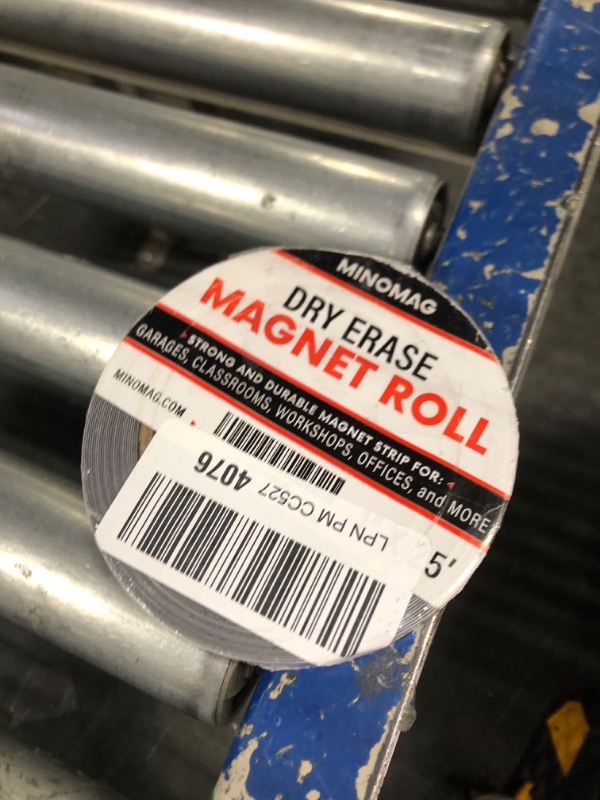 MINOMAG
DRY ERASE
MAGNET ROLL
STRONG AND DURABLE MAGNET STRIP FOR:
GARAGES, CLASSROOMS, WORKSHOPS, OFFICES, and MORE
MINOMAG.COM
5'
LPN PM CC527 4076